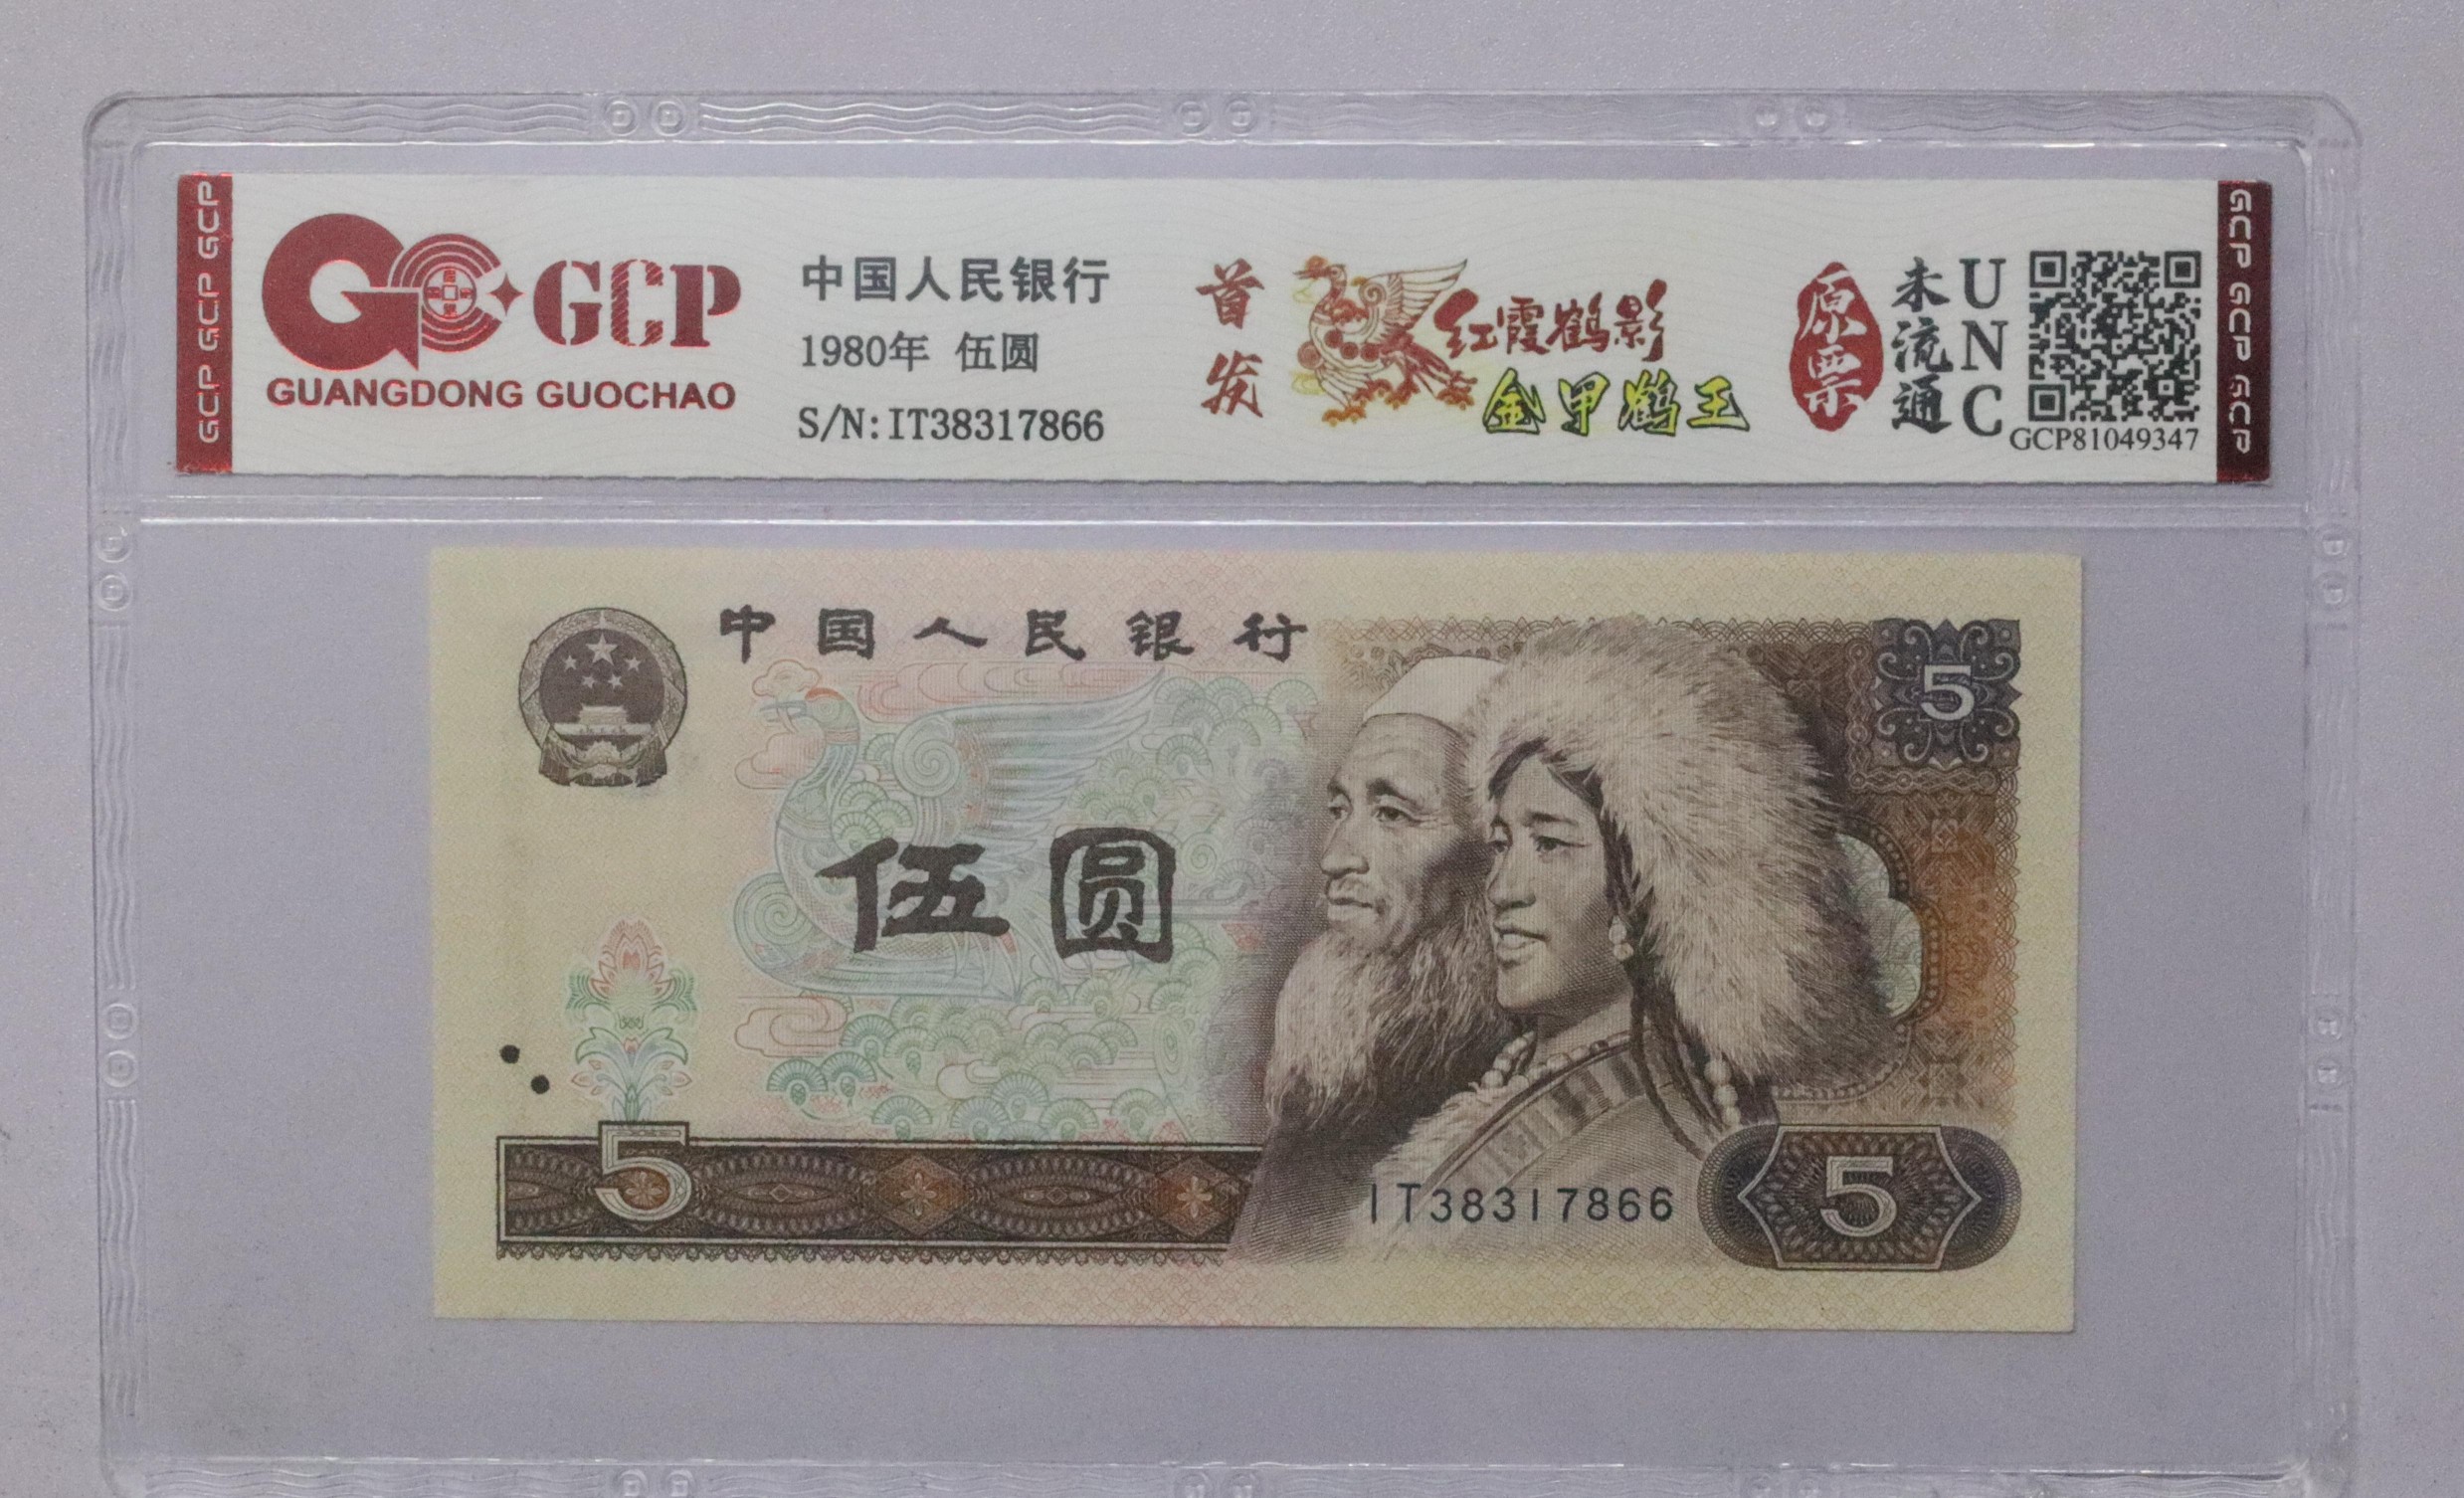 GCP GCP GCP
GCP
GUANGDONG GUOCHAO
中国人民银行
1980年 伍圆
S/N:IT38317866
首发
红霞鹤影
金甲鹤王
原票
未流通
UNC
GCP81049347
GCP GCP GCP
中国人民银行
5
伍圆
5
IT38317866
5